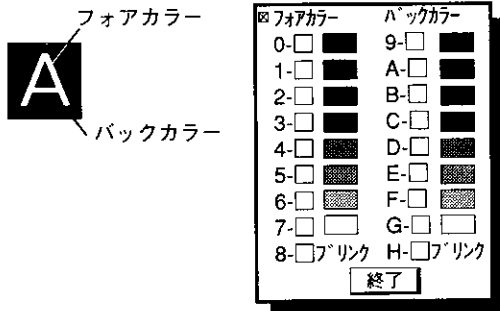 フォアカラー
A
バックカラー
☒ フォアカラー バックカラー
0-□ 9-□
1-□ A-□
2-□ B-□
3-□ C-□
4-□ D-□
5-□ E-□
6-□ F-□
7-□ G-□
8-□ブリンク H-□ブリンク
終了